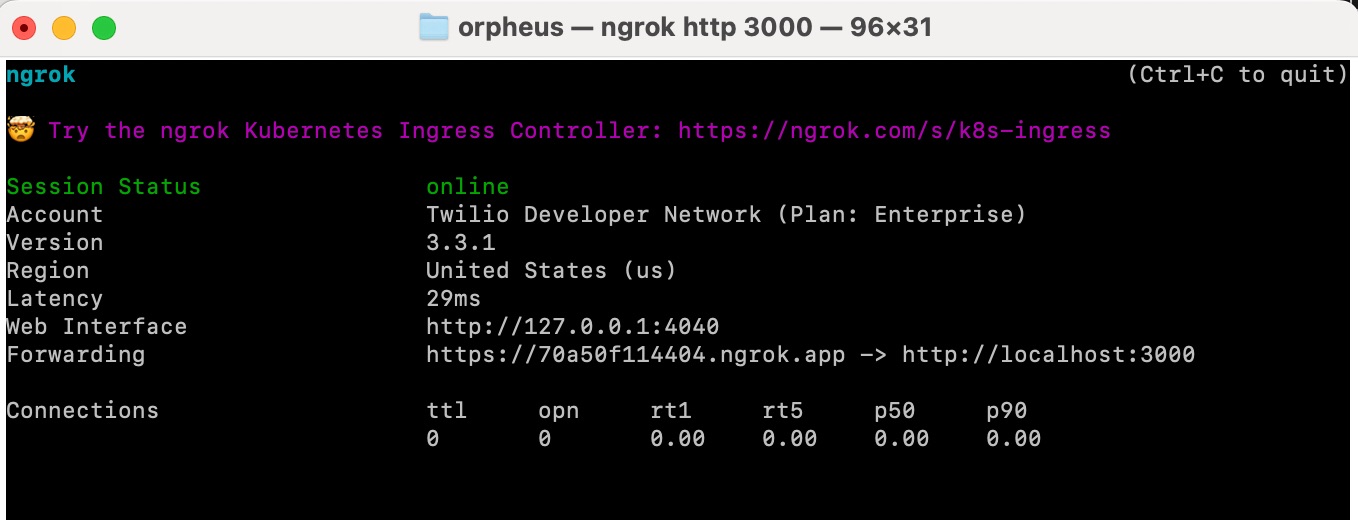 orpheus — ngrok http 3000 — 96×31
ngrok (Ctrl+C to quit)
🤯 Try the ngrok Kubernetes Ingress Controller: https://ngrok.com/s/k8s-ingress
Session Status online
Account Twilio Developer Network (Plan: Enterprise)
Version 3.3.1
Region United States (us)
Latency 29ms
Web Interface http://127.0.0.1:4040
Forwarding https://70a50f114404.ngrok.app -> http://localhost:3000
Connections ttl opn rt1 rt5 p50 p90
0 0 0.00 0.00 0.00 0.00